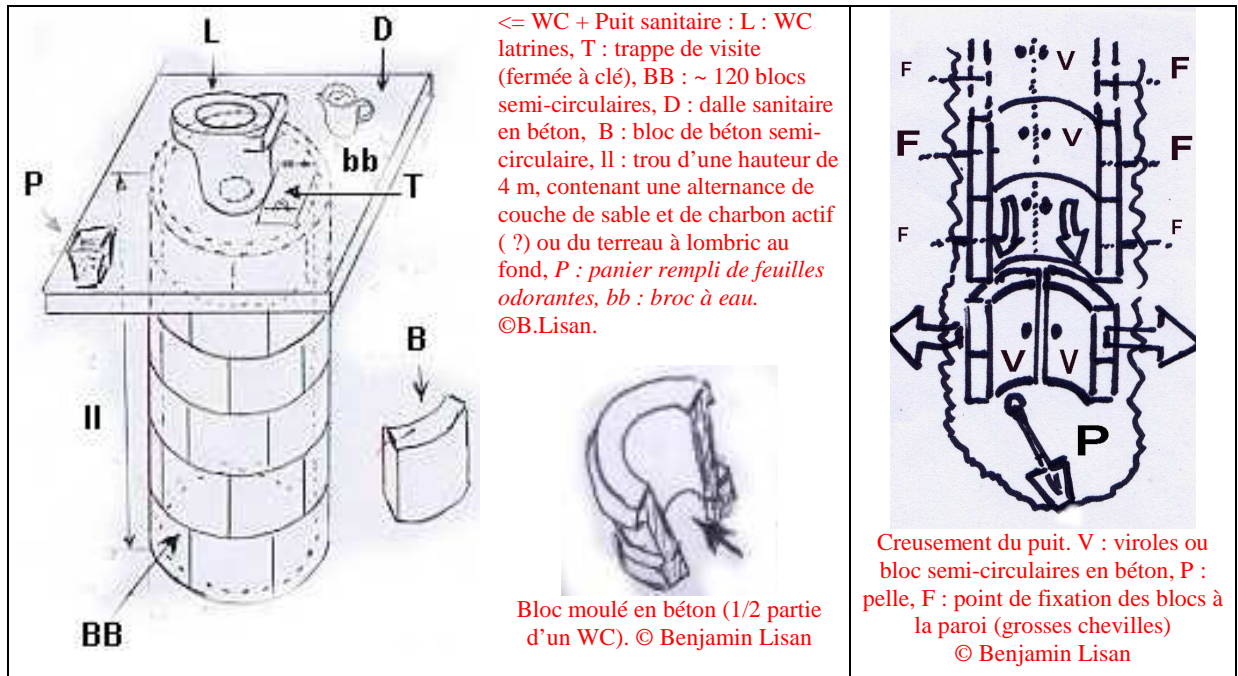 L
D
bb
T
P
ll
B
BB
<= WC + Puit sanitaire : L : WC
latrines, T : trappe de visite
(fermée à clé), BB : ~ 120 blocs
semi-circulaires, D : dalle sanitaire
en béton, B : bloc de béton semi-
circulaire, ll : trou d’une hauteur de
4 m, contenant une alternance de
couche de sable et de charbon actif
( ?) ou du terreau à lombric au
fond, P : panier rempli de feuilles
odorantes, bb : broc à eau.
©B.Lisan.
Bloc moulé en béton (1/2 partie
d’un WC). © Benjamin Lisan
F
V
F
F
V
F
F
F
V
V
P
Creusement du puit. V : viroles ou
bloc semi-circulaires en béton, P :
pelle, F : point de fixation des blocs à
la paroi (grosses chevilles)
© Benjamin Lisan